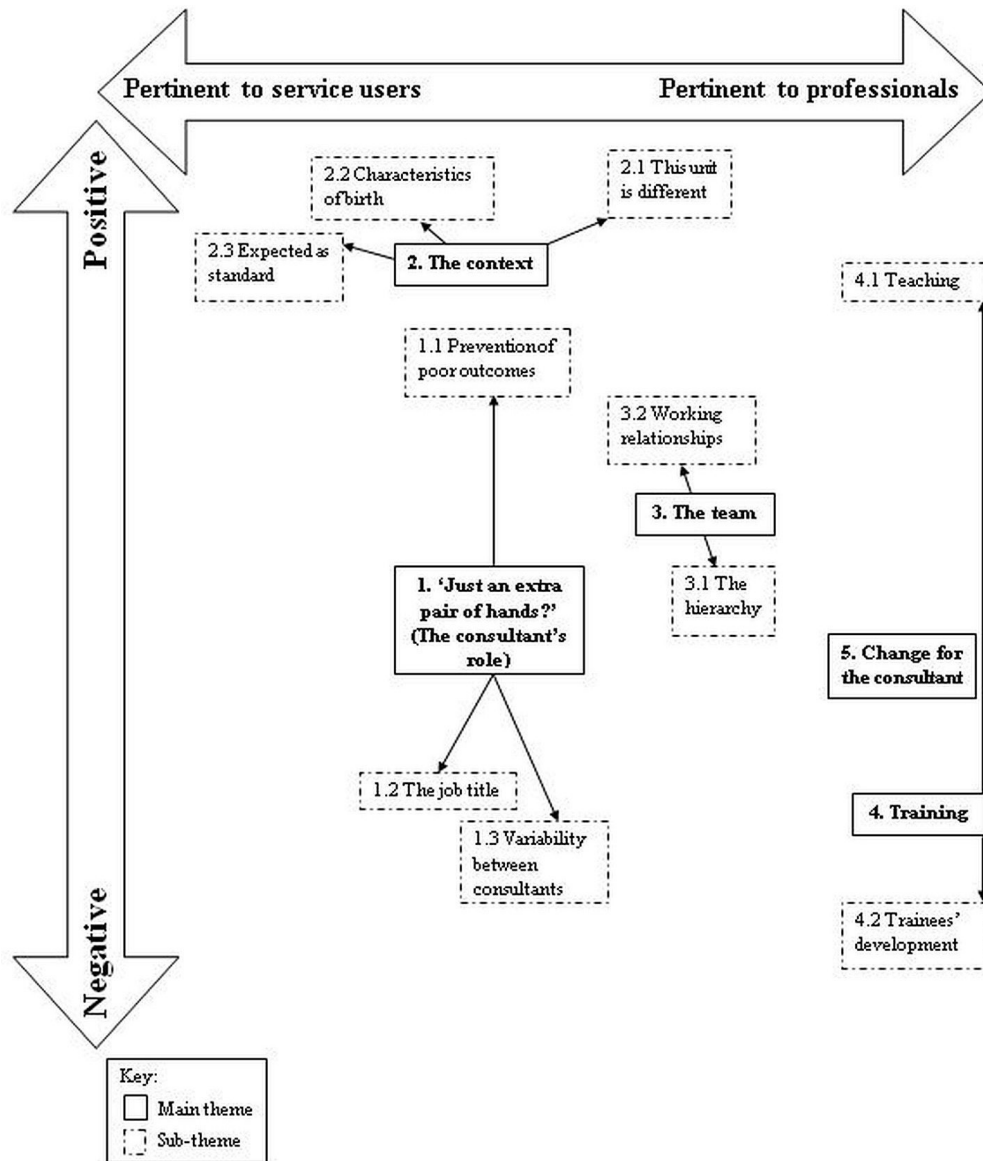 Pertinent to service users
Pertinent to professionals
Positive
2.2 Characteristics
of birth
2.1 This unit
is different
2.3 Expected as
standard
2. The context
4.1 Teaching
1.1 Prevention of
poor outcomes
3.2 Working
relationships
3. The team
1. ‘Just an extra
pair of hands?’
(The consultant’s
role)
3.1 The
hierarchy
5. Change for
the consultant
1.2 The job title
4. Training
1.3 Variability
between
consultants
4.2 Trainees’
development
Negative
Key:
Main theme
Sub-theme